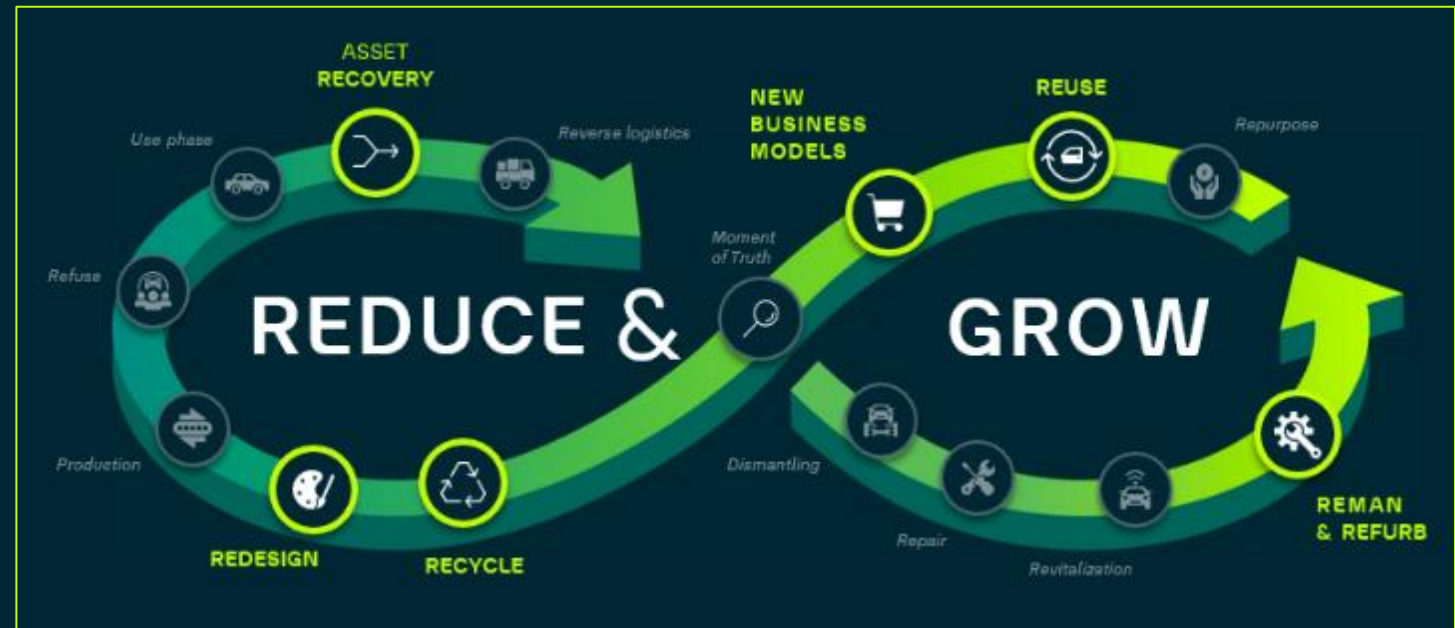 ASSET
RECOVERY
Use phase
Reverse logistics
Refuse
REDUCE &
Production
REDESIGN
RECYCLE
Moment
of Truth
NEW
BUSINESS
MODELS
REUSE
Repurpose
GROW
Dismantling
Repair
Revitalization
REMAN
& REFURB